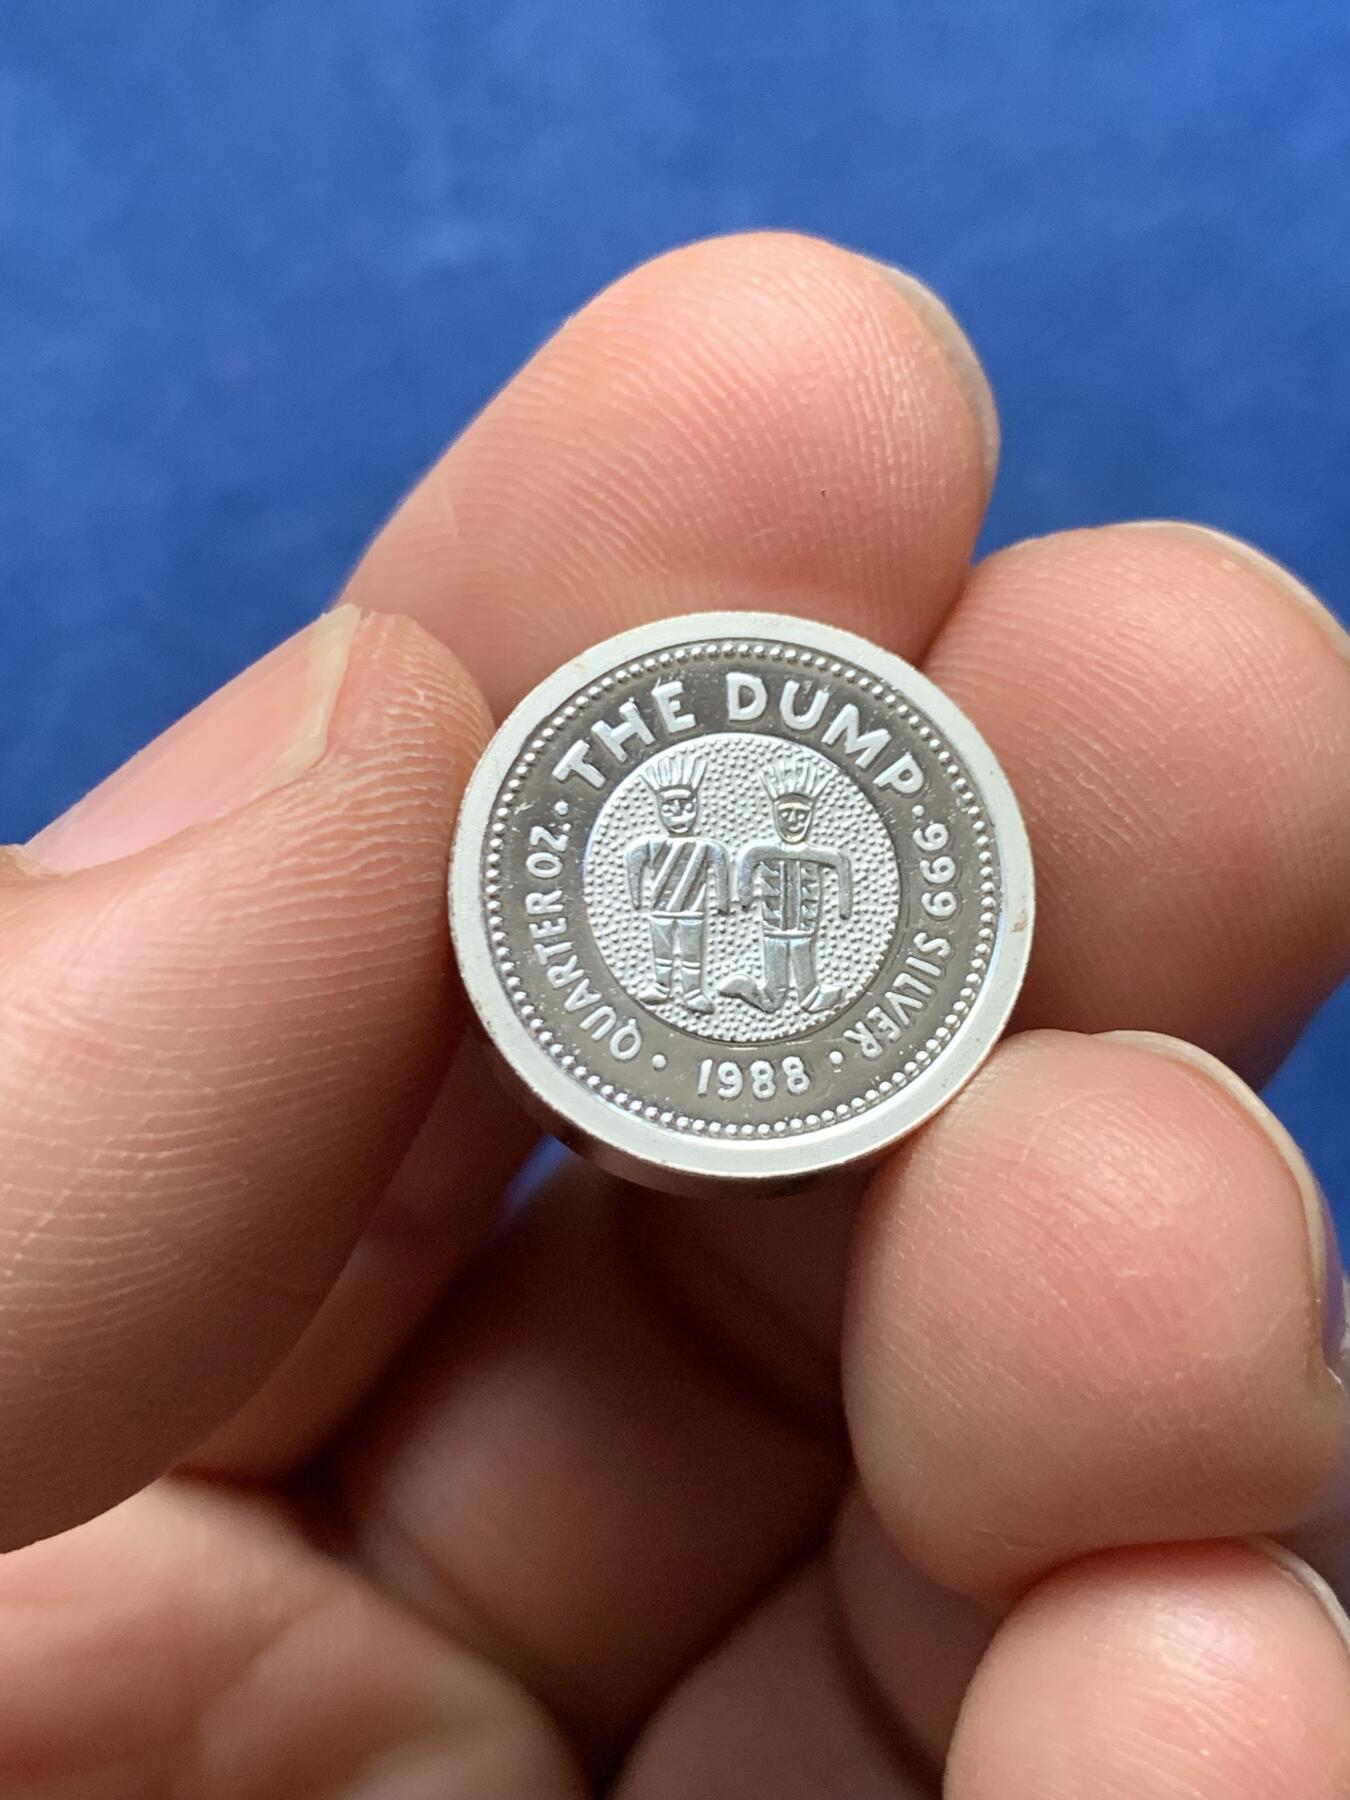 THE DUMP
·999 SILVER·
1988
·QUARTER OZ.·